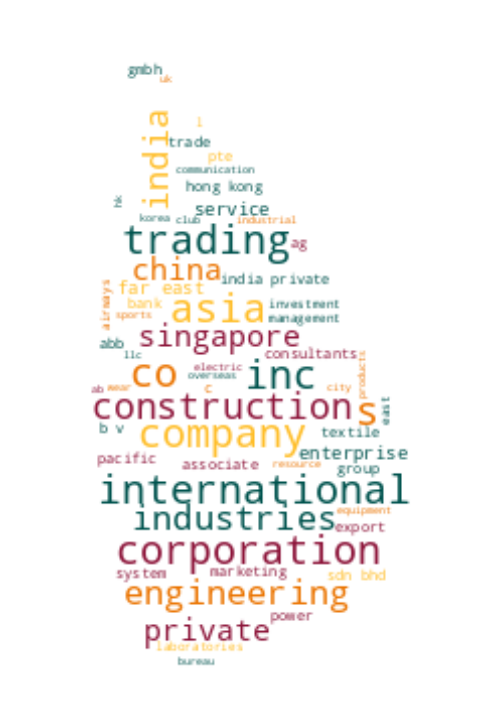 gmbh
uk
india
l
trade
pte
communication
hong kong
hk
service
korea club industrial
trading ag
china india private
airways far east
bank asia investment
sports management
abb singapore
llc consultants
electric products
co overseas inc
ab wear c city
constructions east
b v company textile
enterprise
pacific associate resource group
international
equipment
industries export
corporation
system marketing sdn bhd
engineering
private power
laboratories
bureau